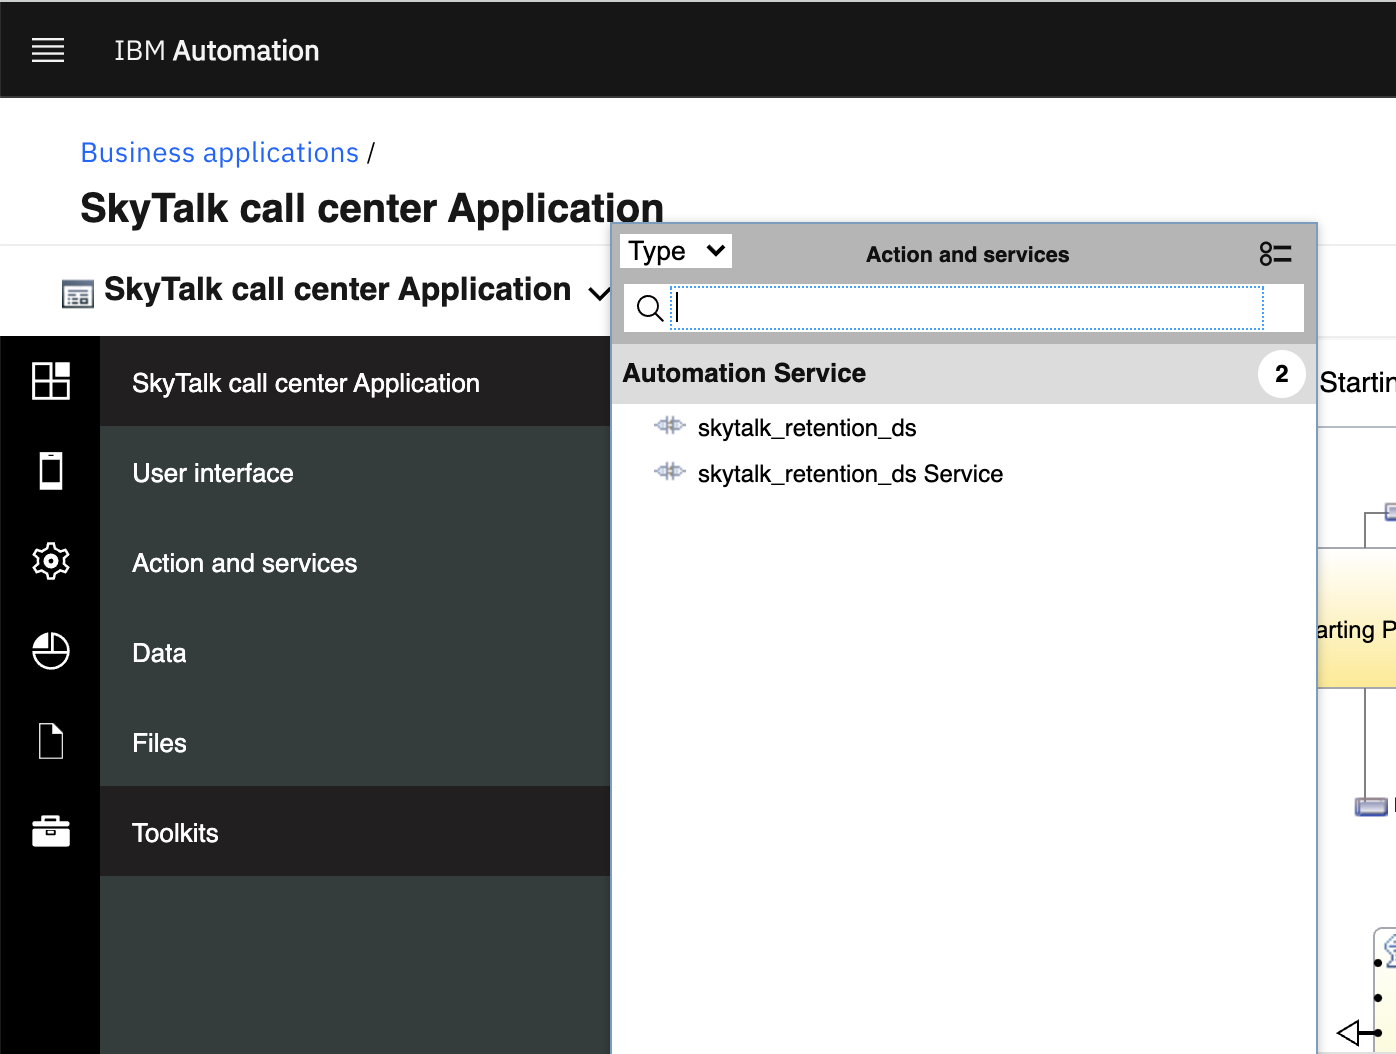 IBM Automation
Business applications /
SkyTalk call center Application
SkyTalk call center Application
SkyTalk call center Application
User interface
Action and services
Data
Files
Toolkits
Type
Action and services
Automation Service
2
skytalk_retention_ds
skytalk_retention_ds Service
Startin
arting P